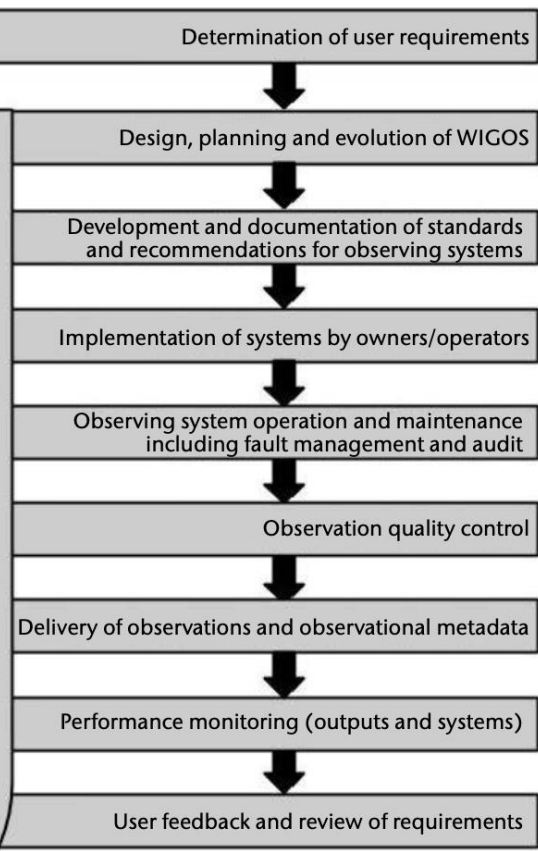 Determination of user requirements
Design, planning and evolution of WIGOS
Development and documentation of standards
and recommendations for observing systems
Implementation of systems by owners/operators
Observing system operation and maintenance
including fault management and audit
Observation quality control
Delivery of observations and observational metadata
Performance monitoring (outputs and systems)
User feedback and review of requirements